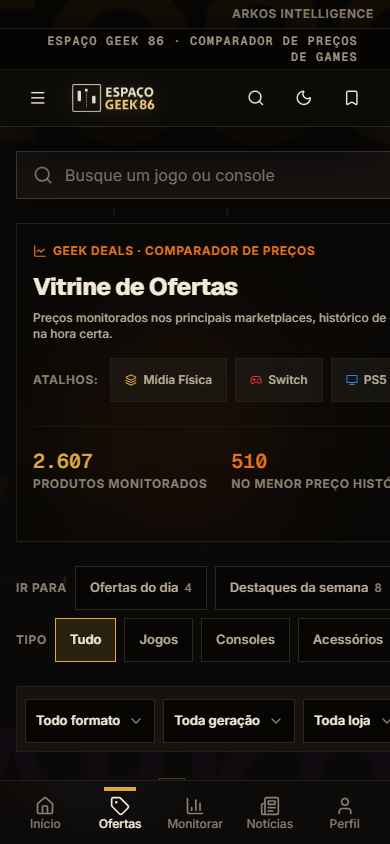 ARKOS INTELLIGENCE
ESPAÇO GEEK 86 · COMPARADOR DE PREÇOS
DE GAMES
ESPAÇO
GEEK86
Busque um jogo ou console
GEEK DEALS · COMPARADOR DE PREÇOS
Vitrine de Ofertas
Preços monitorados nos principais marketplaces, histórico de
na hora certa.
ATALHOS: Mídia Física Switch PS5
2.607 510
PRODUTOS MONITORADOS NO MENOR PREÇO HISTÓ
IR PARA Ofertas do dia 4 Destaques da semana 8
TIPO Tudo Jogos Consoles Acessórios
Todo formato Toda geração Toda loja
Início Ofertas Monitorar Notícias Perfil